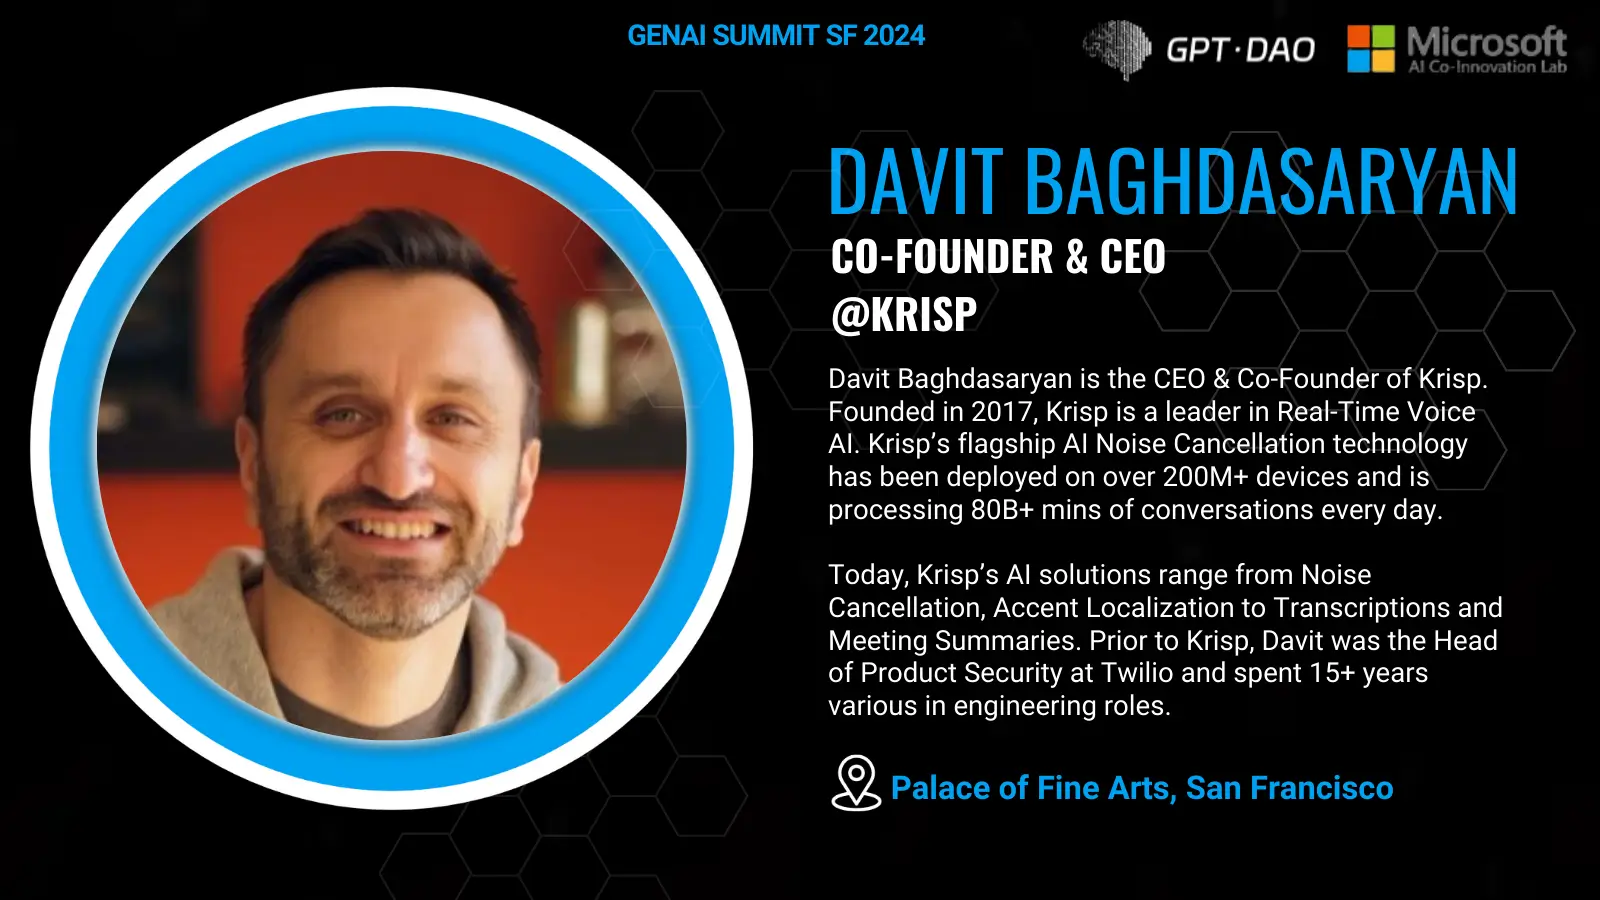 GENAI SUMMIT SF 2024
GPT·DAO
Microsoft
AI Co-Innovation Lab
DAVIT BAGHDASARYAN
CO-FOUNDER & CEO
@KRISP
Davit Baghdasaryan is the CEO & Co-Founder of Krisp.
Founded in 2017, Krisp is a leader in Real-Time Voice
AI. Krisp’s flagship AI Noise Cancellation technology
has been deployed on over 200M+ devices and is
processing 80B+ mins of conversations every day.
Today, Krisp’s AI solutions range from Noise
Cancellation, Accent Localization to Transcriptions and
Meeting Summaries. Prior to Krisp, Davit was the Head
of Product Security at Twilio and spent 15+ years
various in engineering roles.
Palace of Fine Arts, San Francisco